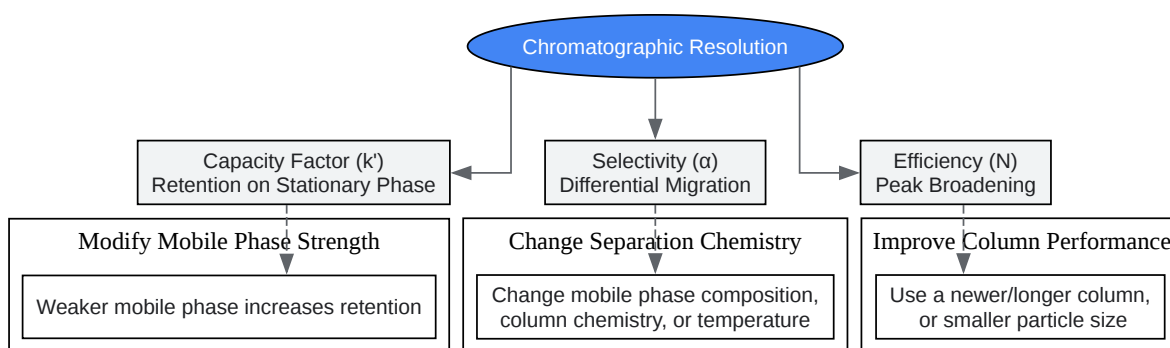 Chromatographic Resolution
Capacity Factor (k')
Retention on Stationary Phase
Selectivity (α)
Differential Migration
Efficiency (N)
Peak Broadening
Modify Mobile Phase Strength
Weaker mobile phase increases retention
Change Separation Chemistry
Change mobile phase composition,
column chemistry, or temperature
Improve Column Performance
Use a newer/longer column,
or smaller particle size